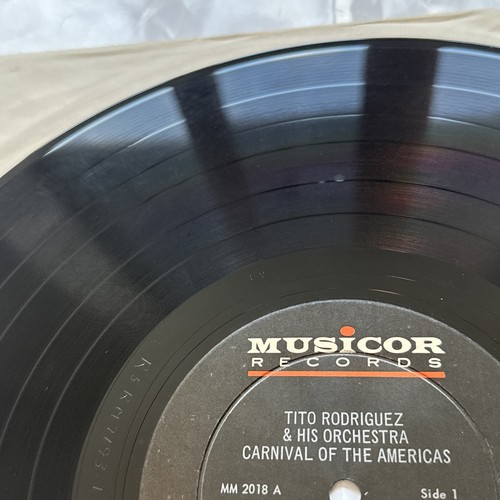 MUSICOR
RECORDS
TITO RODRIGUEZ
& HIS ORCHESTRA
CARNIVAL OF THE AMERICAS
MM 2018 A
Side 1